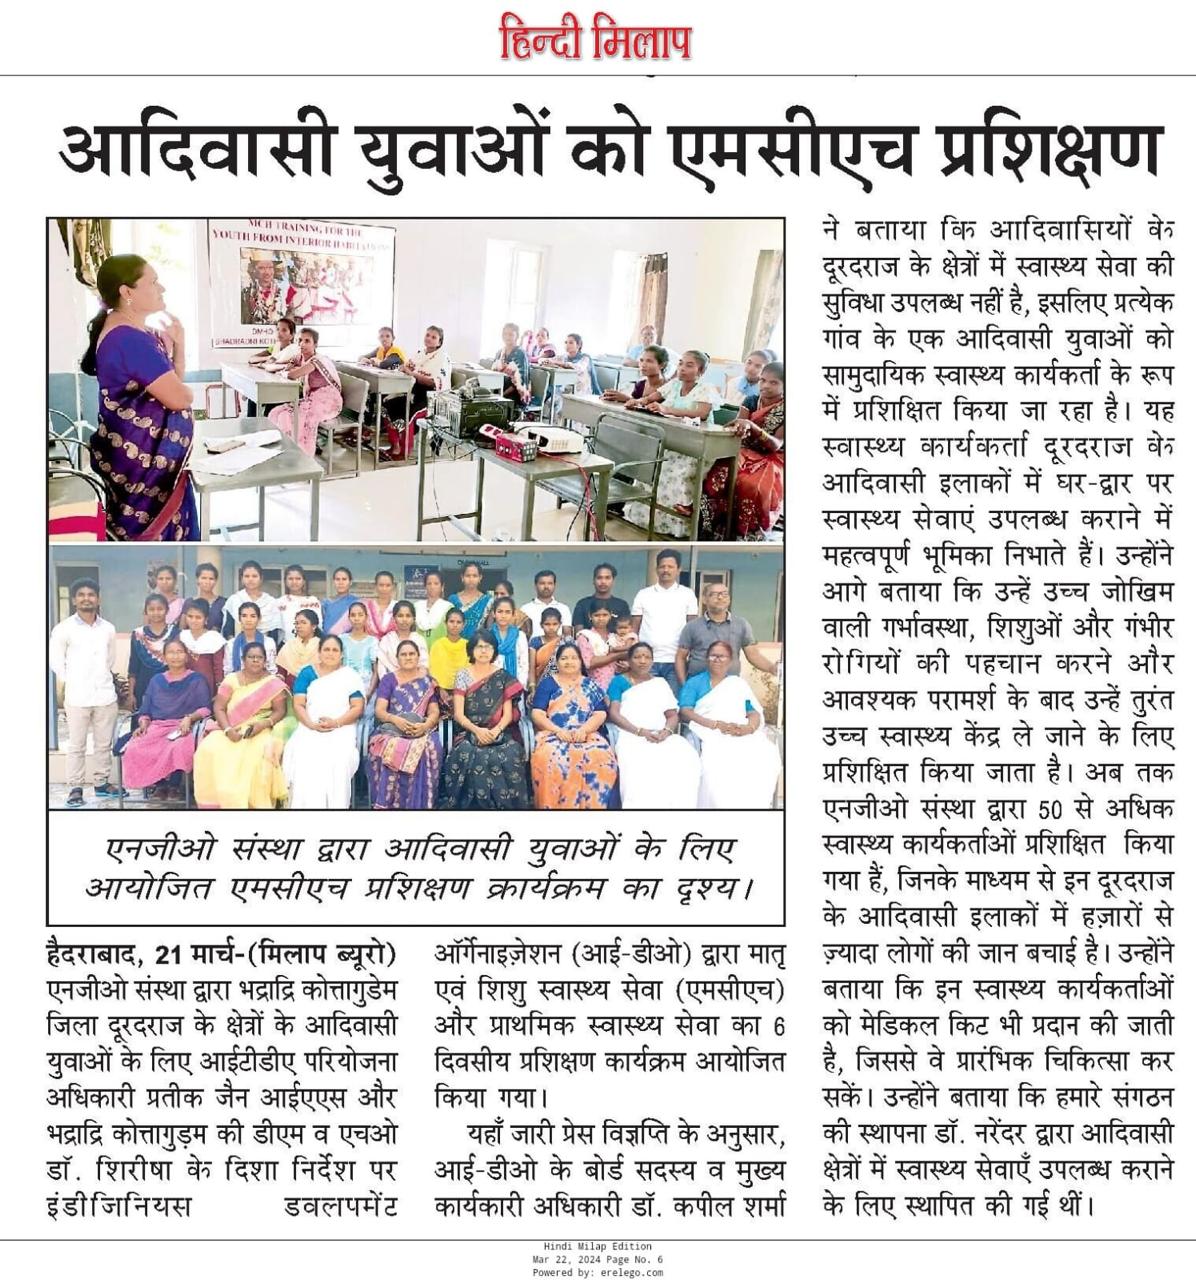 हिन्दी मिलाप
आदिवासी युवाओं को एमसीएच प्रशिक्षण
MCH TRAINING FOR THE
YOUTH FROM INTERIOR HABITATIONS
DMHO
BHADRADRI KOTH
एनजीओ संस्था द्वारा आदिवासी युवाओं के लिए
आयोजित एमसीएच प्रशिक्षण क्रार्यक्रम का दृश्य।
हैदराबाद, 21 मार्च-(मिलाप ब्यूरो)
एनजीओ संस्था द्वारा भद्राद्रि कोत्तागुडेम
जिला दूरदराज के क्षेत्रों के आदिवासी
युवाओं के लिए आईटीडीए परियोजना
अधिकारी प्रतीक जैन आईएएस और
भद्राद्रि कोत्तागुड़म की डीएम व एचओ
डॉ. शिरीषा के दिशा निर्देश पर
इंडीजिनियस डवलपमेंट
ऑर्गेनाइज़ेशन (आई-डीओ) द्वारा मातृ
एवं शिशु स्वास्थ्य सेवा (एमसीएच)
और प्राथमिक स्वास्थ्य सेवा का 6
दिवसीय प्रशिक्षण कार्यक्रम आयोजित
किया गया।
यहाँ जारी प्रेस विज्ञप्ति के अनुसार,
आई-डीओ के बोर्ड सदस्य व मुख्य
कार्यकारी अधिकारी डॉ. कपील शर्मा
ने बताया कि आदिवासियों के
दूरदराज के क्षेत्रों में स्वास्थ्य सेवा की
सुविधा उपलब्ध नहीं है, इसलिए प्रत्येक
गांव के एक आदिवासी युवाओं को
सामुदायिक स्वास्थ्य कार्यकर्ता के रूप
में प्रशिक्षित किया जा रहा है। यह
स्वास्थ्य कार्यकर्ता दूरदराज के
आदिवासी इलाकों में घर-द्वार पर
स्वास्थ्य सेवाएं उपलब्ध कराने में
महत्वपूर्ण भूमिका निभाते हैं। उन्होंने
आगे बताया कि उन्हें उच्च जोखिम
वाली गर्भावस्था, शिशुओं और गंभीर
रोगियों की पहचान करने और
आवश्यक परामर्श के बाद उन्हें तुरंत
उच्च स्वास्थ्य केंद्र ले जाने के लिए
प्रशिक्षित किया जाता है। अब तक
एनजीओ संस्था द्वारा 50 से अधिक
स्वास्थ्य कार्यकर्ताओं प्रशिक्षित किया
गया हैं, जिनके माध्यम से इन दूरदराज
के आदिवासी इलाकों में हज़ारों से
ज़्यादा लोगों की जान बचाई है। उन्होंने
बताया कि इन स्वास्थ्य कार्यकर्ताओं
को मेडिकल किट भी प्रदान की जाती
है, जिससे वे प्रारंभिक चिकित्सा कर
सकें। उन्होंने बताया कि हमारे संगठन
की स्थापना डॉ. नरेंदर द्वारा आदिवासी
क्षेत्रों में स्वास्थ्य सेवाएँ उपलब्ध कराने
के लिए स्थापित की गई थीं।
Hindi Milap Edition
Mar 22, 2024 Page No. 6
Powered by: erelego.com